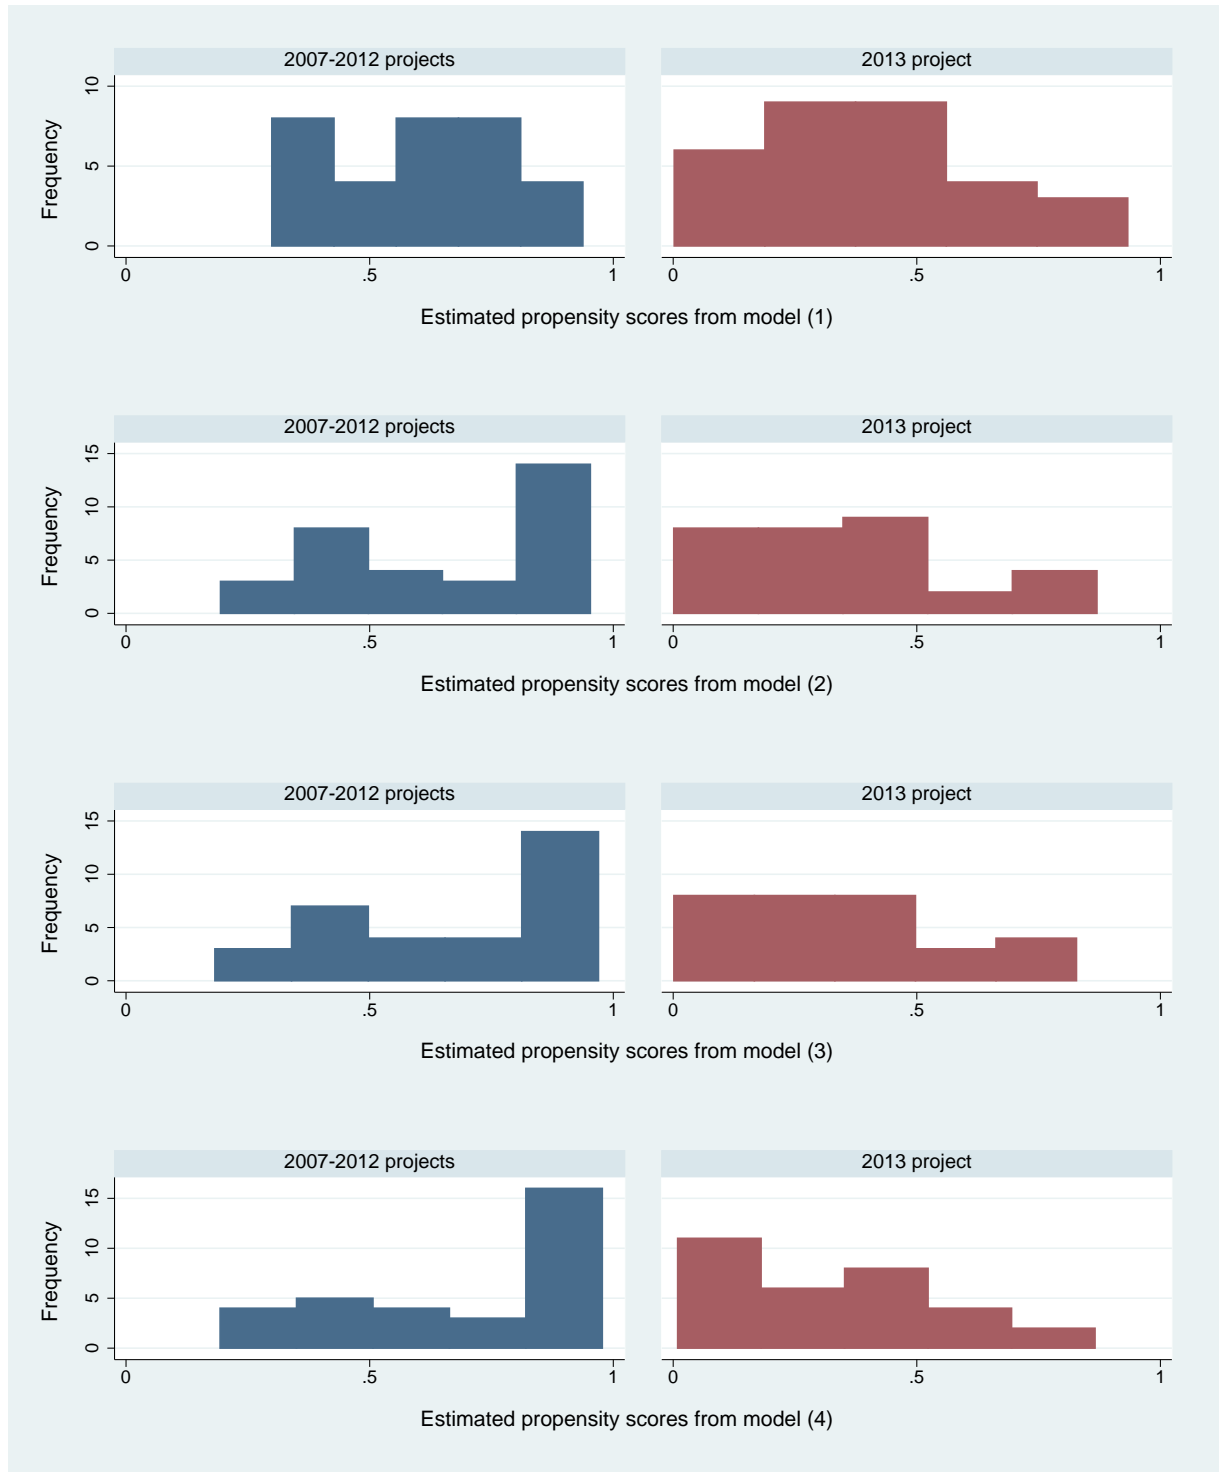 2007-2012 projects
2013 project
Frequency
10
5
0
0
.5
1
0
.5
1
Estimated propensity scores from model (1)
2007-2012 projects
2013 project
Frequency
15
10
5
0
0
.5
1
0
.5
1
Estimated propensity scores from model (2)
2007-2012 projects
2013 project
Frequency
15
10
5
0
0
.5
1
0
.5
1
Estimated propensity scores from model (3)
2007-2012 projects
2013 project
Frequency
15
10
5
0
0
.5
1
0
.5
1
Estimated propensity scores from model (4)